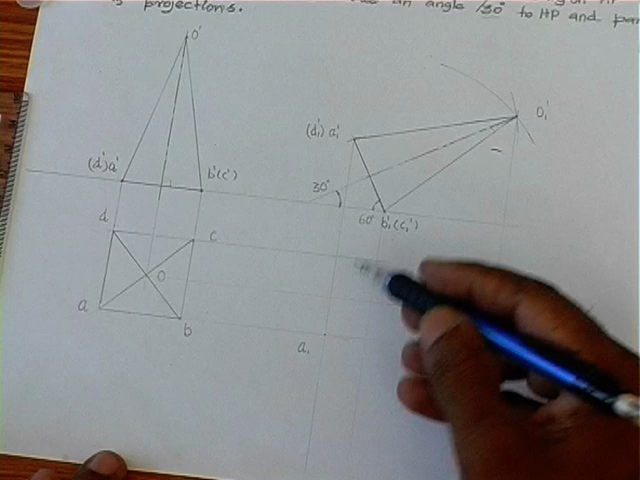 projections.
an angle 30° to HP and
o'
o₁'
(d₁') a₁'
(d') a'
b'(c')
30°
60° b₁'(c₁')
d
c
o
a
b
a₁